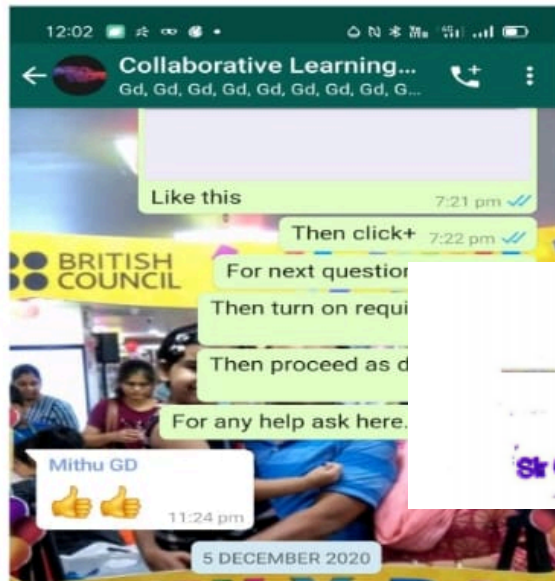 12:02
Collaborative Learning...
Gd, Gd, Gd, Gd, Gd, Gd, Gd, Gd, G...
Like this
7:21 pm
Then click+ 7:22 pm
BRITISH
COUNCIL
For next question
Then turn on requi
Then proceed as d
For any help ask here.
Mithu GD
👍👍
11:24 pm
5 DECEMBER 2020